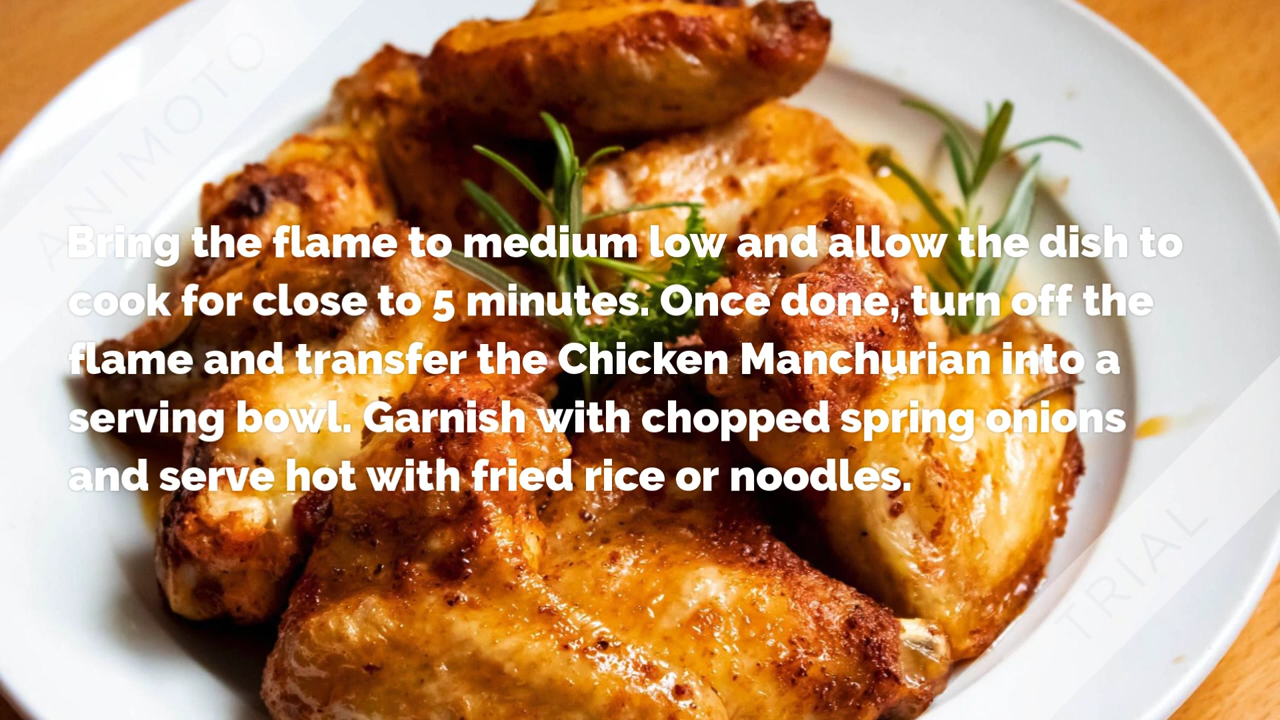 ANIMOTO
Bring the flame to medium low and allow the dish to
cook for close to 5 minutes. Once done, turn off the
flame and transfer the Chicken Manchurian into a
serving bowl. Garnish with chopped spring onions
and serve hot with fried rice or noodles.
TRIAL